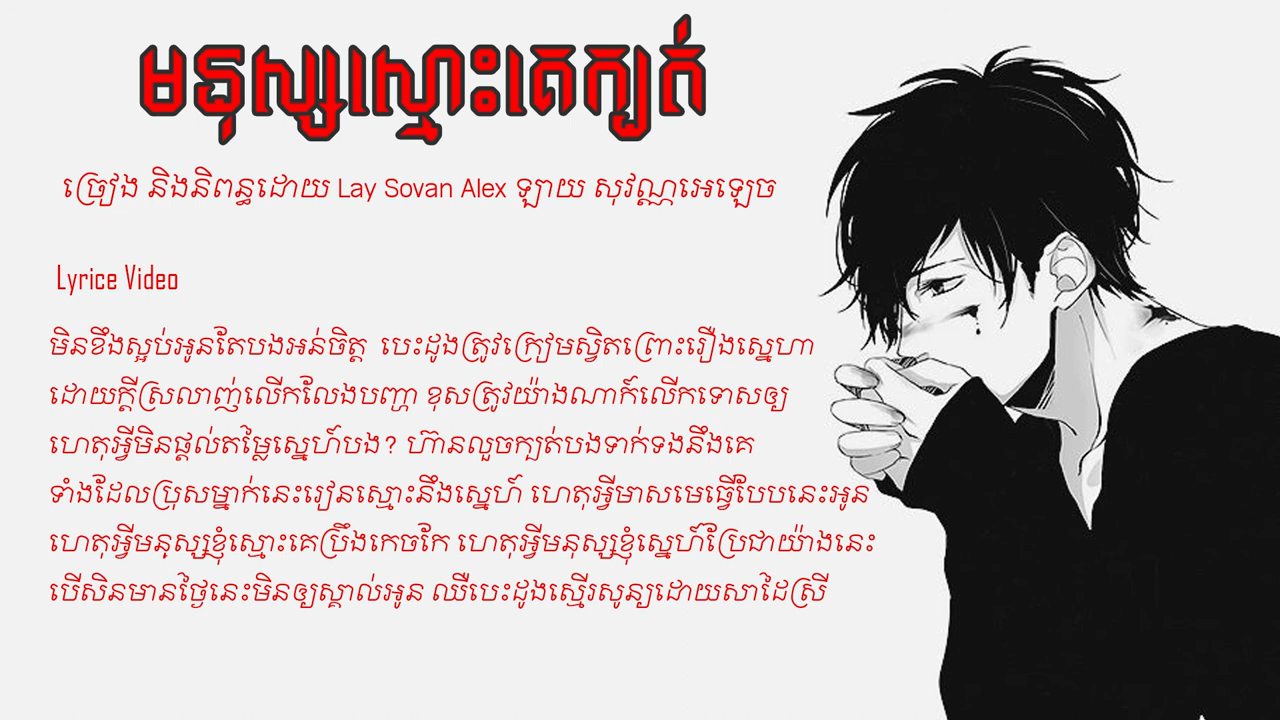 មនុស្សស្មោះគេក្បត់
ច្រៀង និងនិពន្ធដោយ Lay Sovan Alex ឡាយ សុវណ្ណអេឡេច
Lyrice Video
មិនខឹងស្អប់អូនតែបងអន់ចិត្ត បេះដូងត្រូវក្រៀមស្វិតព្រោះរឿងស្នេហា
ដោយក្ដីស្រលាញ់លើកលែងបញ្ហា ខុសត្រូវយ៉ាងណាក៍លើកទោសឲ្យ
ហេតុអ្វីមិនផ្ដល់តម្លៃស្នេហ៍បង? ហ៊ានលួចក្បត់បងទាក់ទងនឹងគេ
ទាំងដែលប្រុសម្នាក់នេះរៀនស្មោះនឹងស្នេហ៍ ហេតុអ្វីមាសមេធ្វើបែបនេះអូន
ហេតុអ្វីមនុស្សខ្ញុំស្មោះគេប្រឹងកេចកែ ហេតុអ្វីមនុស្សខ្ញុំស្នេហ៍ប្រែជាយ៉ាងនេះ
បើសិនមានថ្ងៃនេះមិនឲ្យស្គាល់អូន ឈឺបេះដូងស្មើរសូន្យដោយសាដៃស្រី